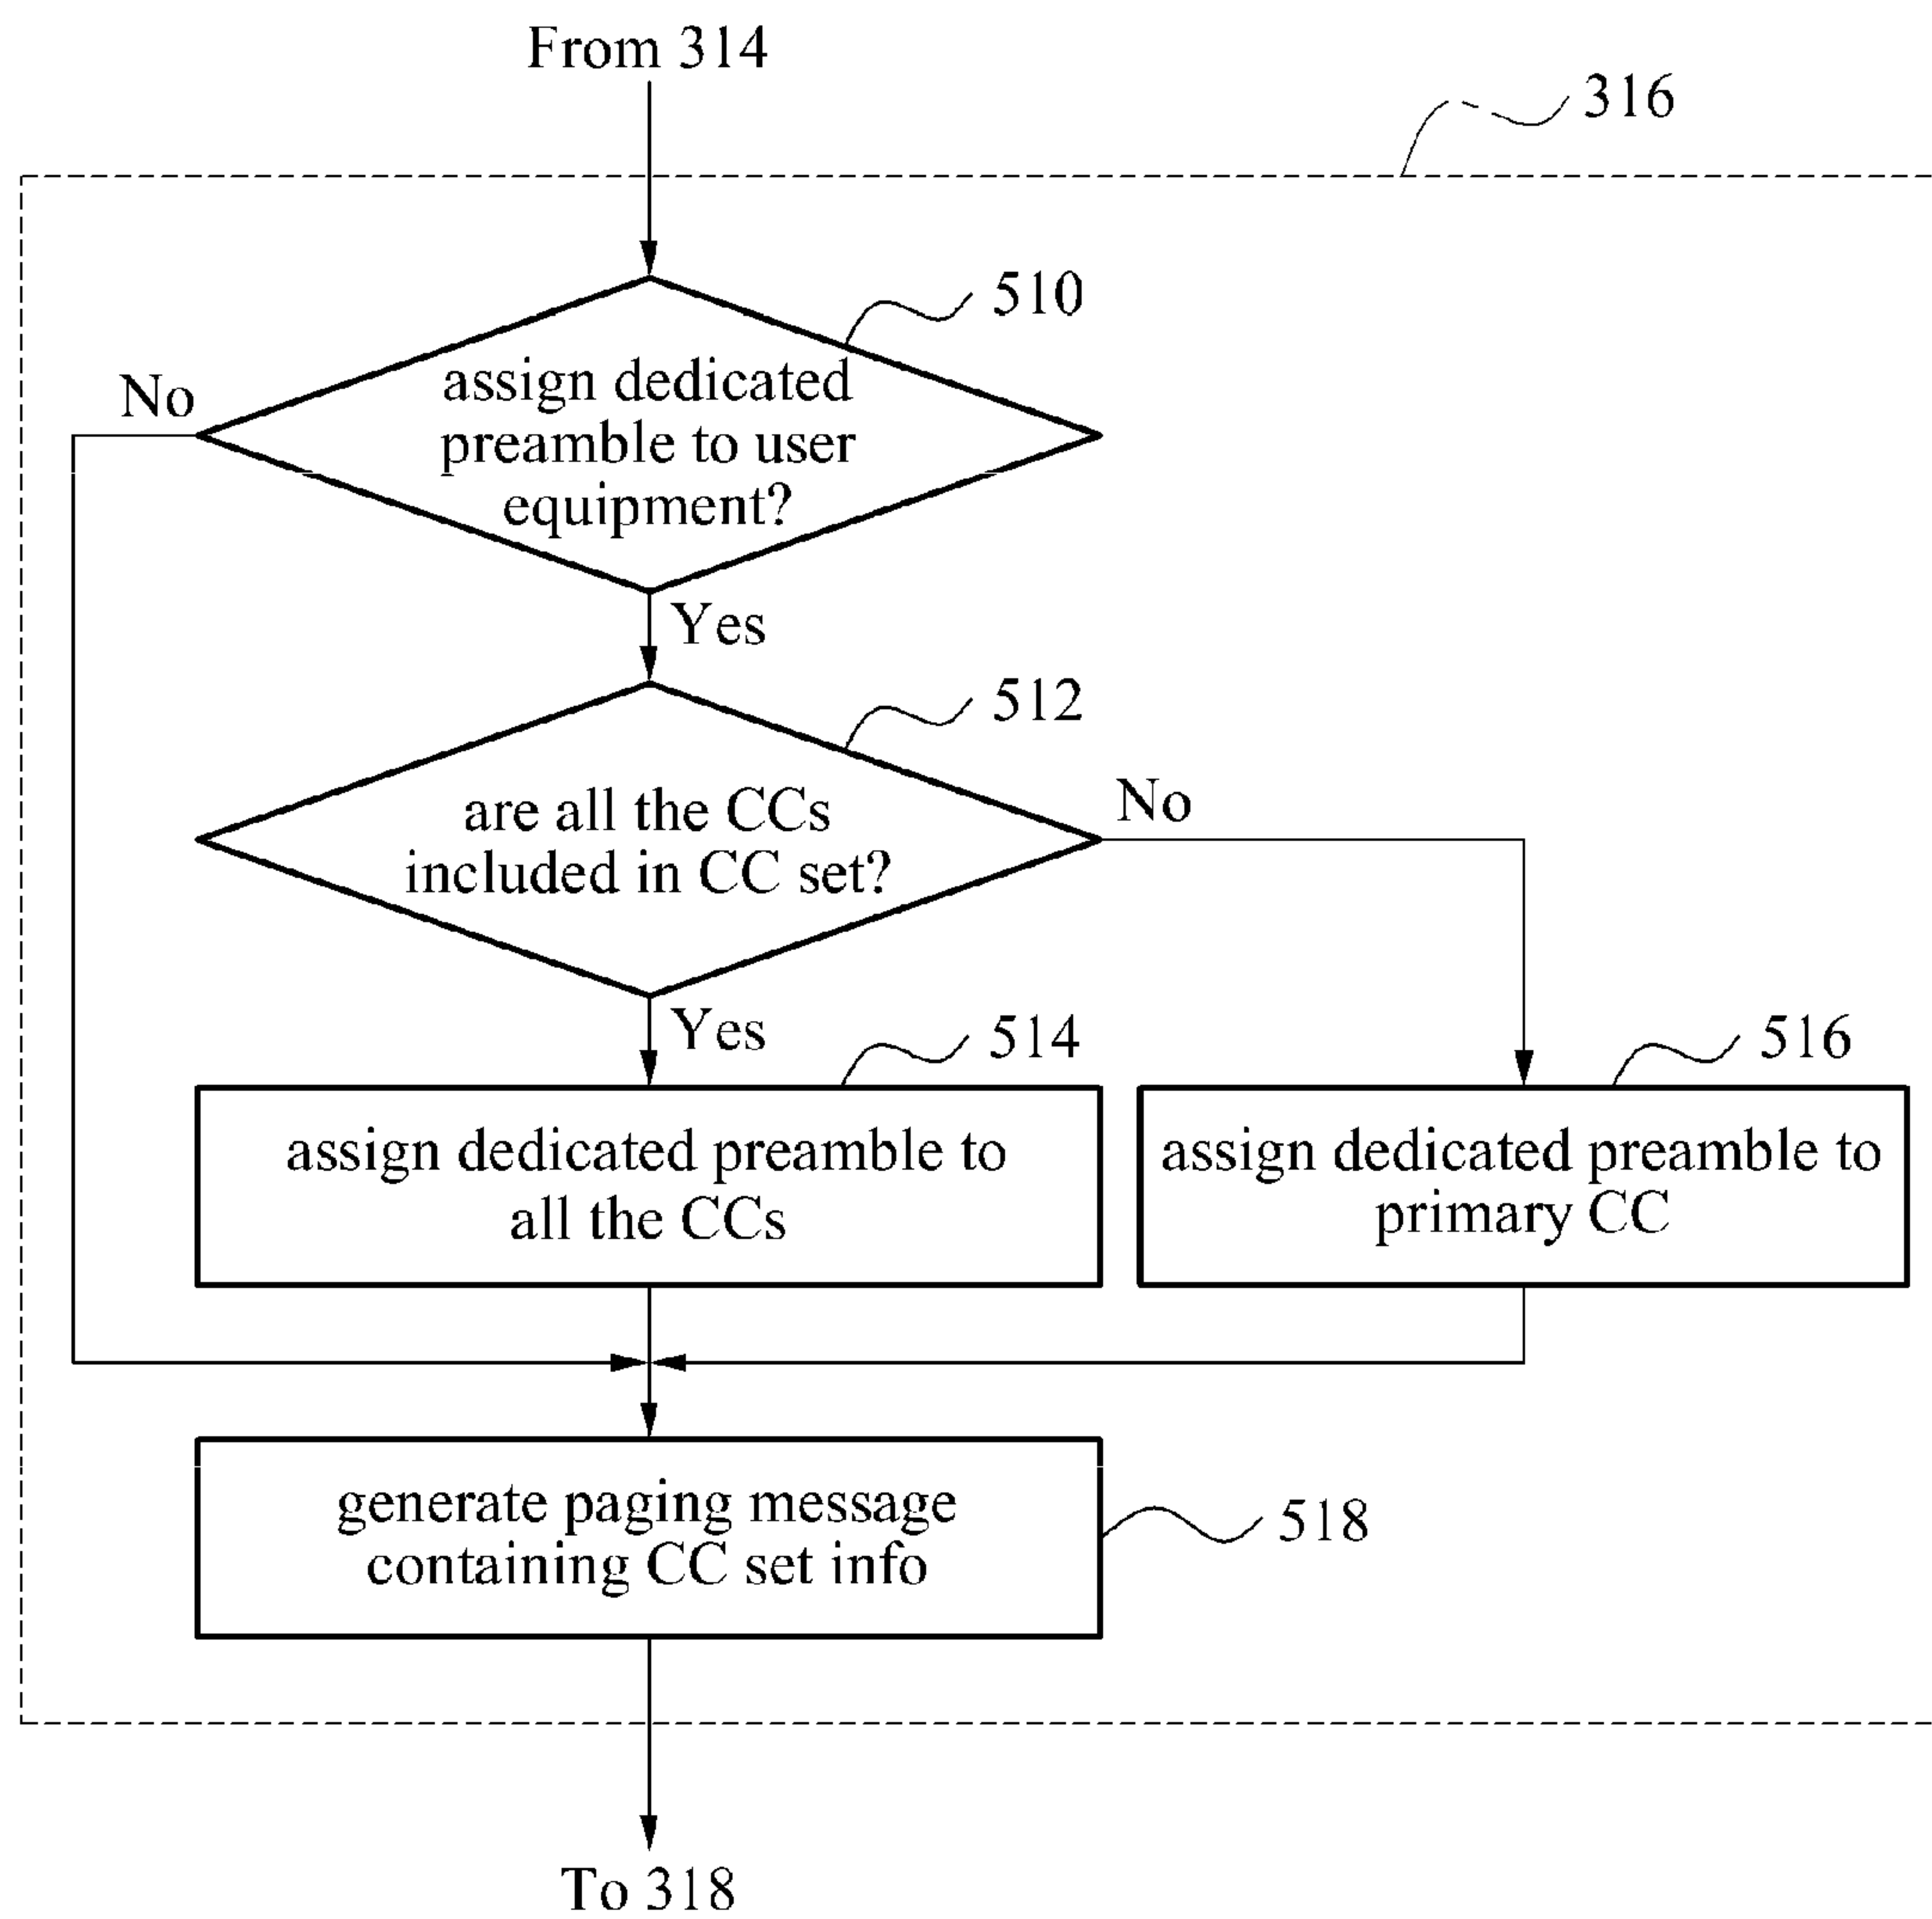 From 314
316
510
No
assign dedicated
preamble to user
equipment?
Yes
512
are all the CCs
included in CC set?
No
Yes
514
516
assign dedicated preamble to
all the CCs
assign dedicated preamble to
primary CC
generate paging message
containing CC set info
518
To 318